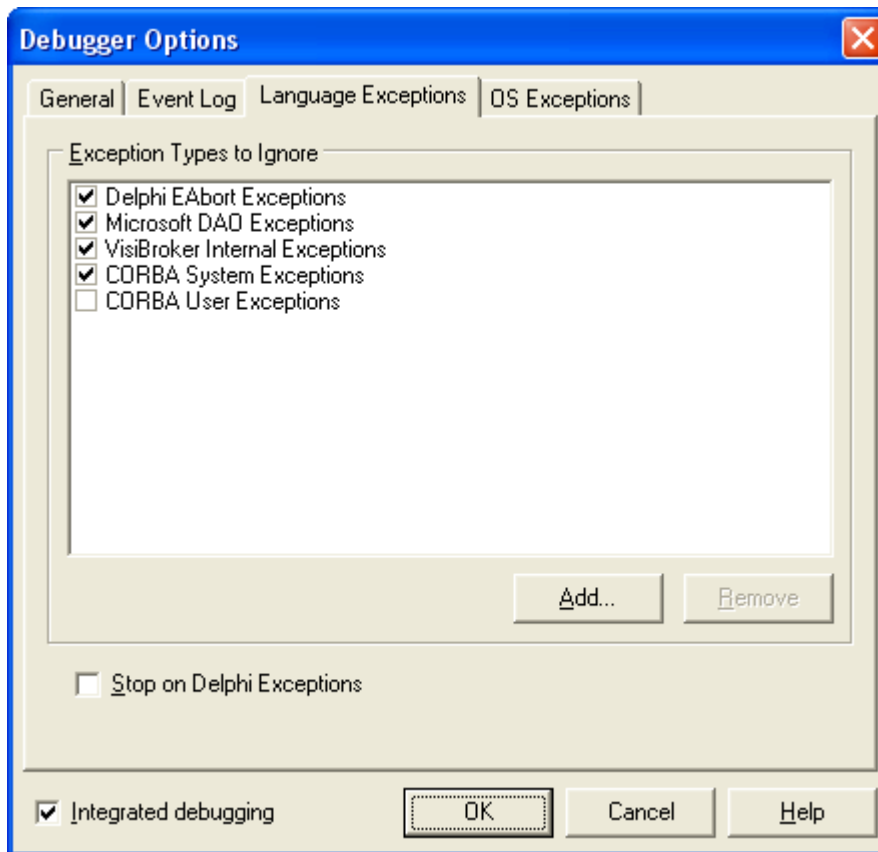 Debugger Options
General Event Log Language Exceptions OS Exceptions
Exception Types to Ignore
Delphi EAbort Exceptions
Microsoft DAO Exceptions
VisiBroker Internal Exceptions
CORBA System Exceptions
CORBA User Exceptions
Add... Remove
Stop on Delphi Exceptions
Integrated debugging OK Cancel Help